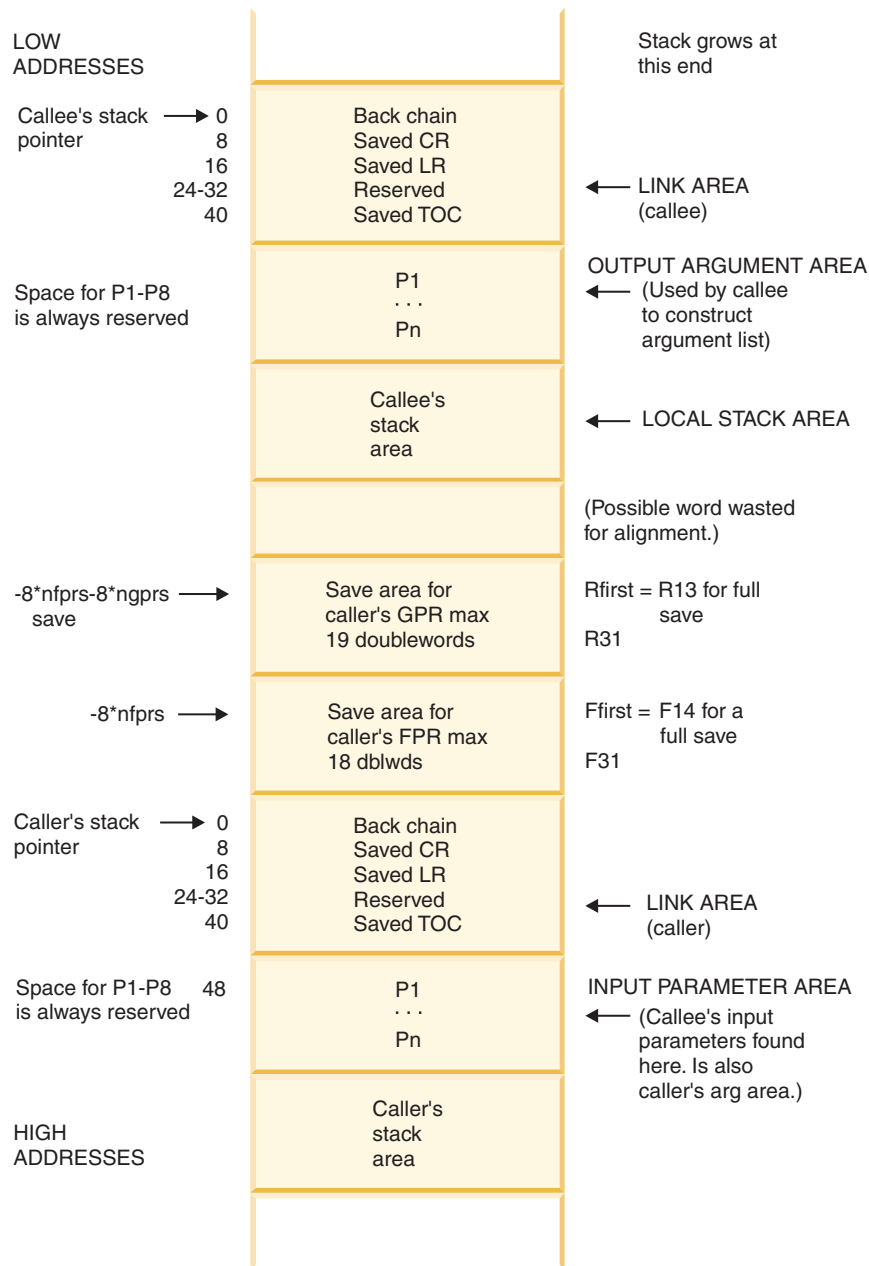 LOW
ADDRESSES
Stack grows at
this end
Callee's stack
pointer
0
8
16
24-32
40
Back chain
Saved CR
Saved LR
Reserved
Saved TOC
LINK AREA
(callee)
Space for P1-P8
is always reserved
P1
. . .
Pn
OUTPUT ARGUMENT AREA
(Used by callee
to construct
argument list)
Callee's
stack
area
LOCAL STACK AREA
(Possible word wasted
for alignment.)
-8*nfprs-8*ngprs
save
Save area for
caller's GPR max
19 doublewords
Rfirst = R13 for full
save
R31
-8*nfprs
Save area for
caller's FPR max
18 dblwds
Ffirst = F14 for a
full save
F31
Caller's stack
pointer
0
8
16
24-32
40
Back chain
Saved CR
Saved LR
Reserved
Saved TOC
LINK AREA
(caller)
Space for P1-P8 48
is always reserved
P1
. . .
Pn
INPUT PARAMETER AREA
(Callee's input
parameters found
here. Is also
caller's arg area.)
Caller's
stack
area
HIGH
ADDRESSES